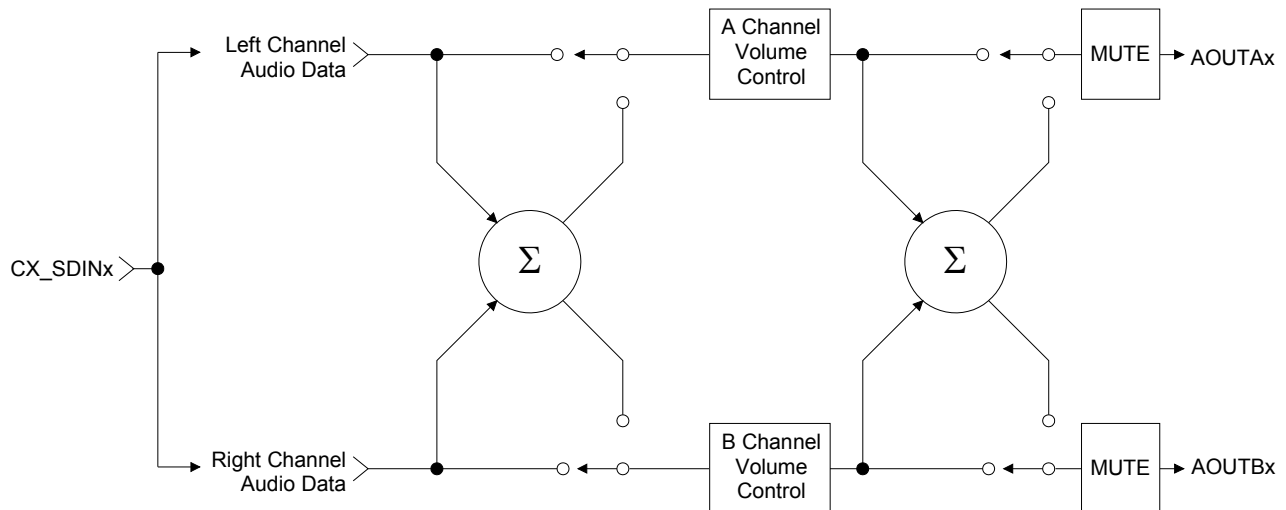 Left Channel
Audio Data
A Channel
Volume
Control
MUTE
AOUTAx
Σ
Σ
CX_SDINx
Right Channel
Audio Data
B Channel
Volume
Control
MUTE
AOUTBx